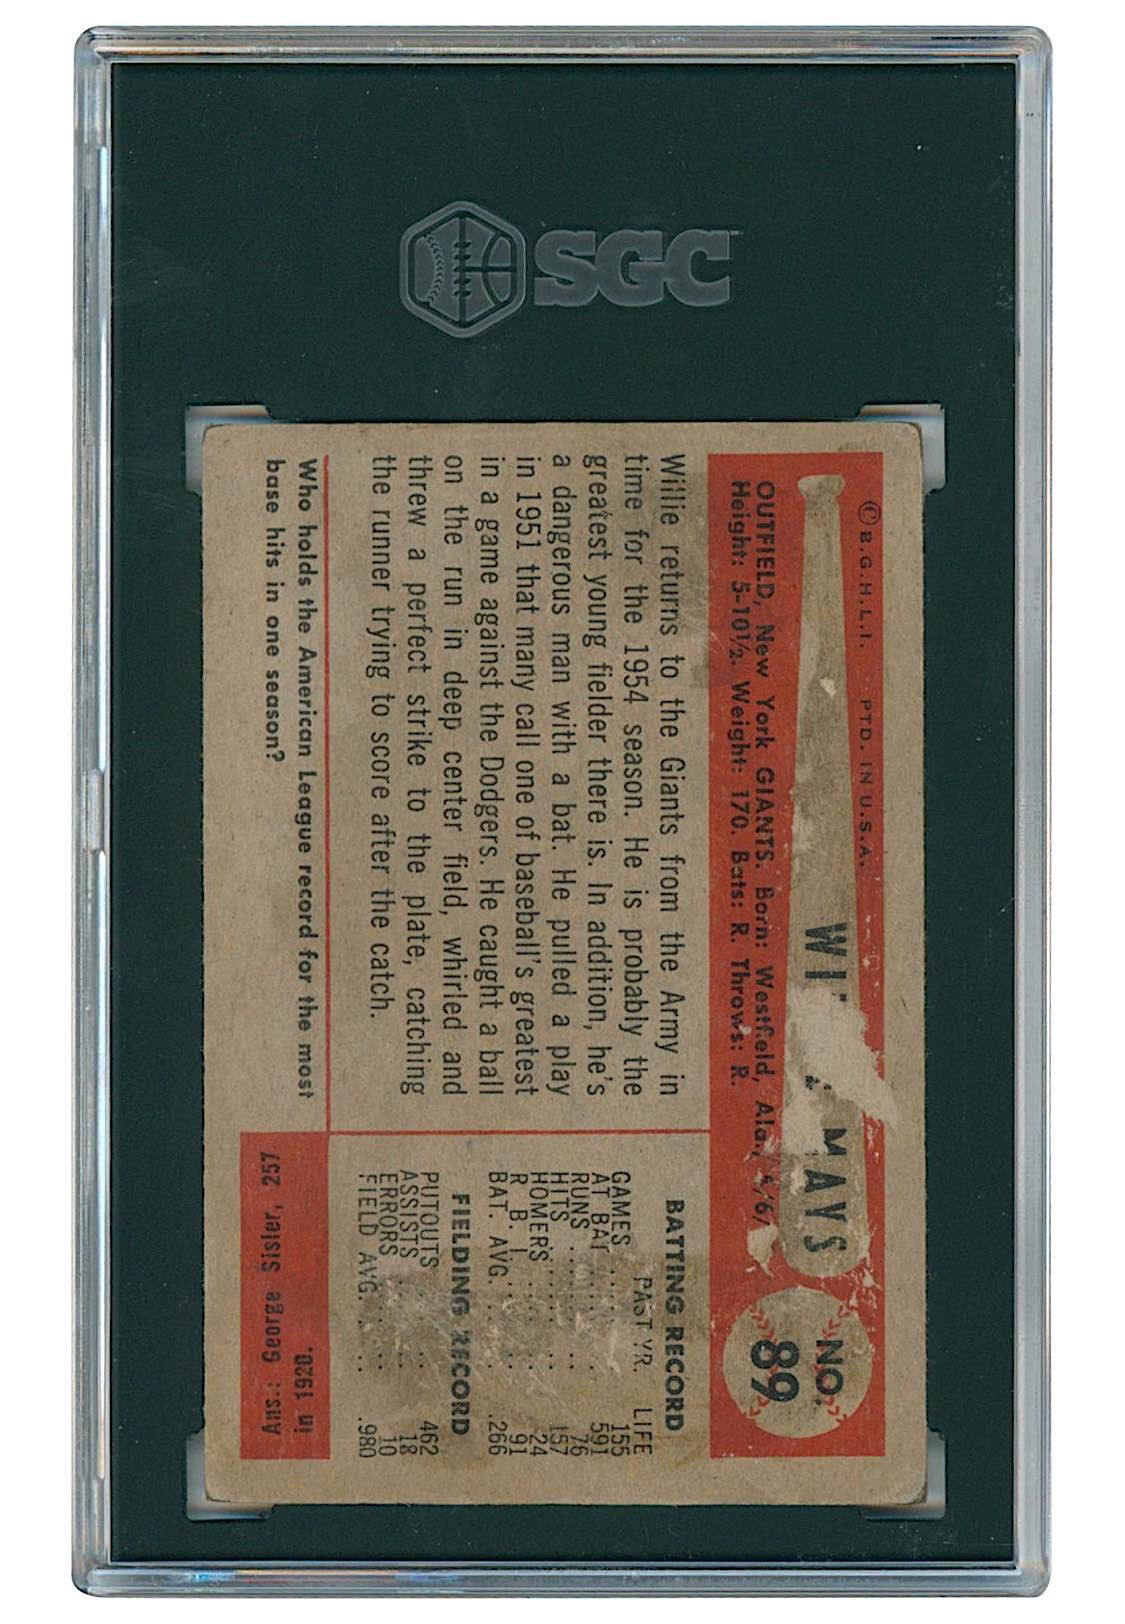 SGC
© B.G.H.L.I. PTD. IN U.S.A.
MAYS
NO.
89
OUTFIELD, New York GIANTS. Born: Westfield, Ala., 5/6/
Height: 5-10½. Weight: 170. Bats: R. Throws: R.
Willie returns to the Giants from the Army in
time for the 1954 season. He is probably the
greatest young fielder there is. In addition, he's
a dangerous man with a bat. He pulled a play
in 1951 that many call one of baseball's greatest
in a game against the Dodgers. He caught a ball
on the run in deep center field, whirled and
threw a perfect strike to the plate, catching
the runner trying to score after the catch.
BATTING RECORD
PAST YR. LIFE
GAMES 155
AT BAT 591
RUNS 76
HITS 157
HOMERS 24
R. B. I. 91
BAT. AVG. .266
FIELDING RECORD
PUTOUTS 462
ASSISTS 18
ERRORS 10
FIELD AVG. .980
Who holds the American League record for the most
base hits in one season?
Ans.: George Sisler, 257
in 1920.